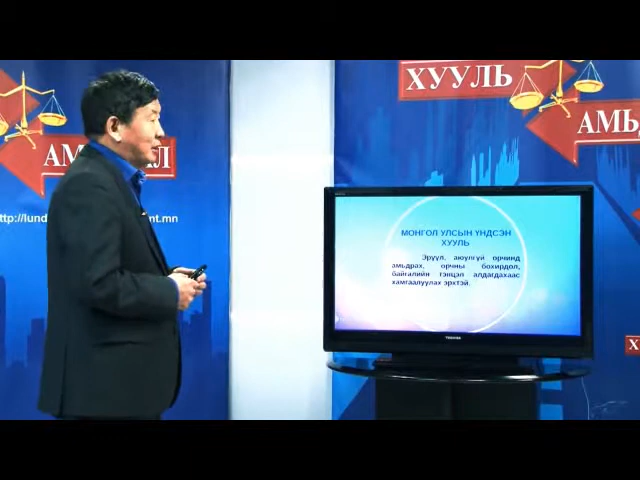 ХУУЛЬ
АМЬДРАЛ
http://lund
nt.mn
МОНГОЛ УЛСЫН ҮНДСЭН
ХУУЛЬ
Эрүүл, аюулгүй орчинд
амьдрах, орчны бохирдол,
байгалийн тэнцэл алдагдахаас
хамгаалуулах эрхтэй.
TOSHIBA